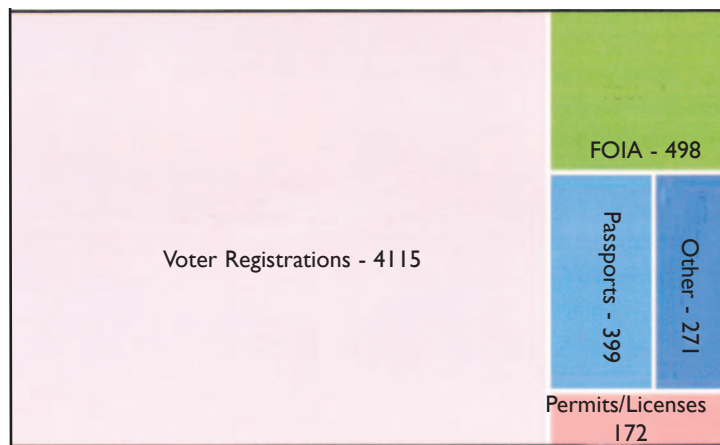 FOIA - 498
Voter Registrations - 4115
Passports - 399
Other - 271
Permits/Licenses
172